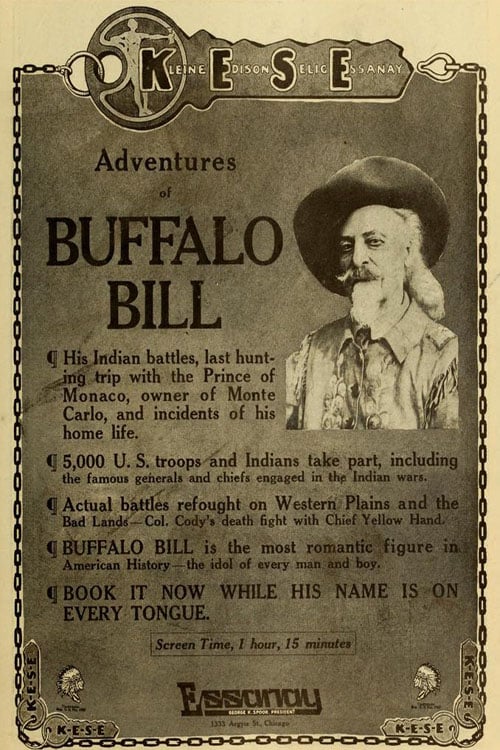 KLEINE EDISON SELIG ESSANAY
Adventures
of
BUFFALO
BILL
¶ His Indian battles, last hunt-
ing trip with the Prince of
Monaco, owner of Monte
Carlo, and incidents of his
home life.
¶ 5,000 U. S. troops and Indians take part, including
the famous generals and chiefs engaged in the Indian wars.
¶ Actual battles refought on Western Plains and the
Bad Lands—Col. Cody's death fight with Chief Yellow Hand.
¶ BUFFALO BILL is the most romantic figure in
American History—the idol of every man and boy.
¶ BOOK IT NOW WHILE HIS NAME IS ON
EVERY TONGUE.
Screen Time, 1 hour, 15 minutes
Essanay
GEORGE K. SPOOR, PRESIDENT
1333 Argyle St., Chicago
K-E-S-E
K-E-S-E
K-E-S-E
K-E-S-E